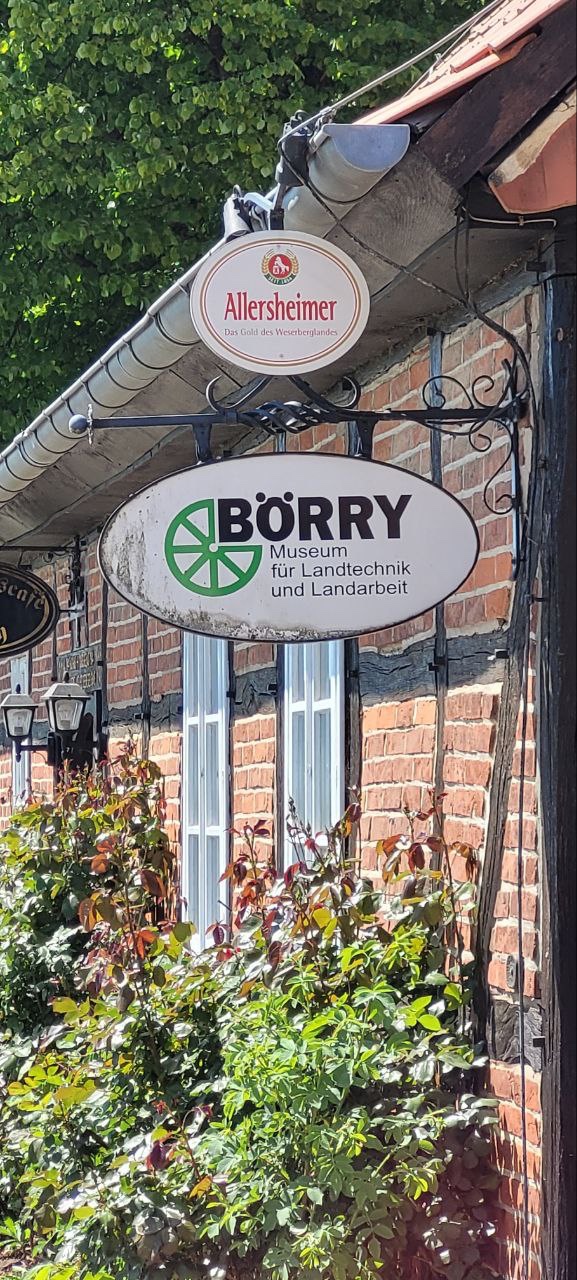 Allersheimer
Das Gold des Weserberglandes
BÖRRY
Museum
für Landtechnik
und Landarbeit